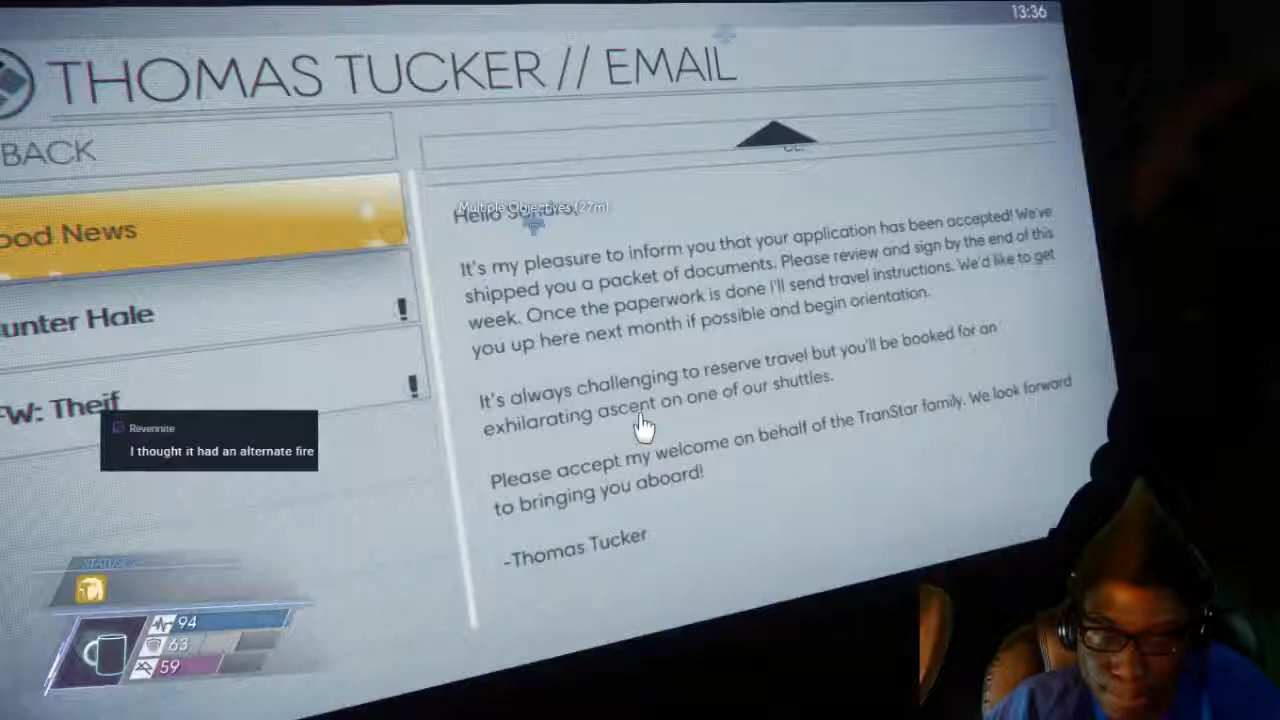 13:36
THOMAS TUCKER // EMAIL
BACK
ood News
unter Hale
!
W: Theif
!
Multiple Objectives (27m)
Hello
It's my pleasure to inform you that your application has been accepted! We've
shipped you a packet of documents. Please review and sign by the end of this
week. Once the paperwork is done I'll send travel instructions. We'd like to get
you up here next month if possible and begin orientation.
It's always challenging to reserve travel but you'll be booked for an
exhilarating ascent on one of our shuttles.
Please accept my welcome on behalf of the TranStar family. We look forward
to bringing you aboard!
-Thomas Tucker
Revennite
I thought it had an alternate fire
94
63
59